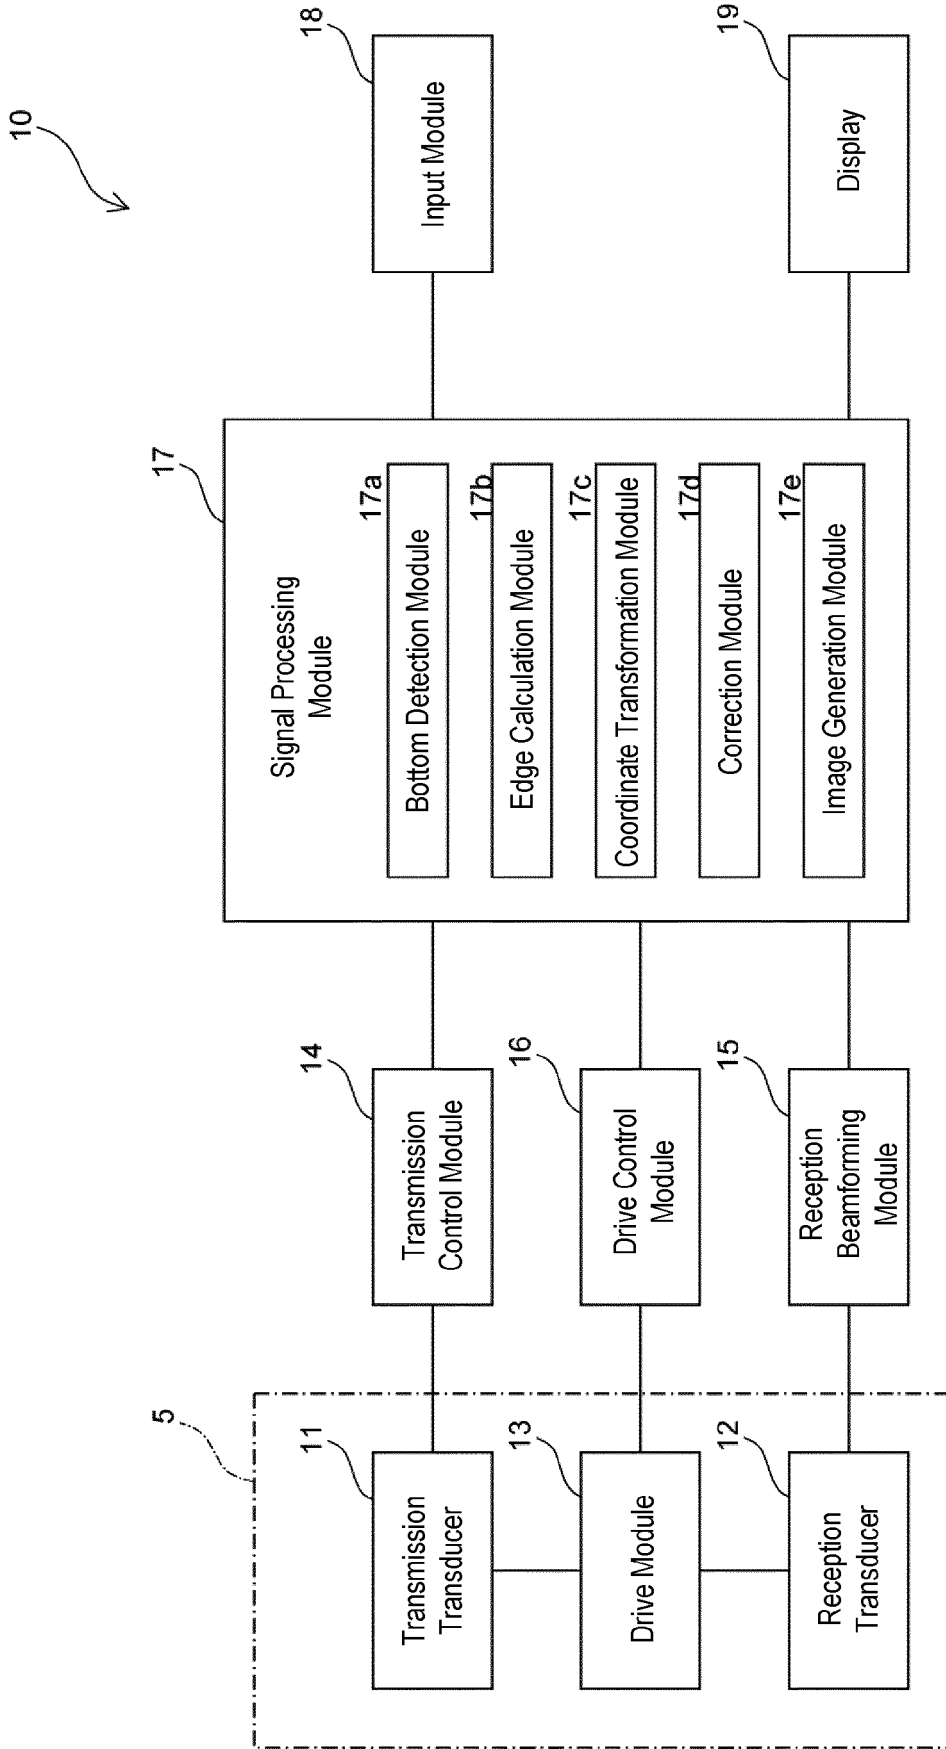 10
5
11
Transmission
Transducer
13
Drive Module
12
Reception
Transducer
14
Transmission
Control Module
16
Drive Control
Module
15
Reception
Beamforming
Module
17
Signal Processing
Module
17a
Bottom Detection Module
17b
Edge Calculation Module
17c
Coordinate Transformation Module
17d
Correction Module
17e
Image Generation Module
18
Input Module
19
Display